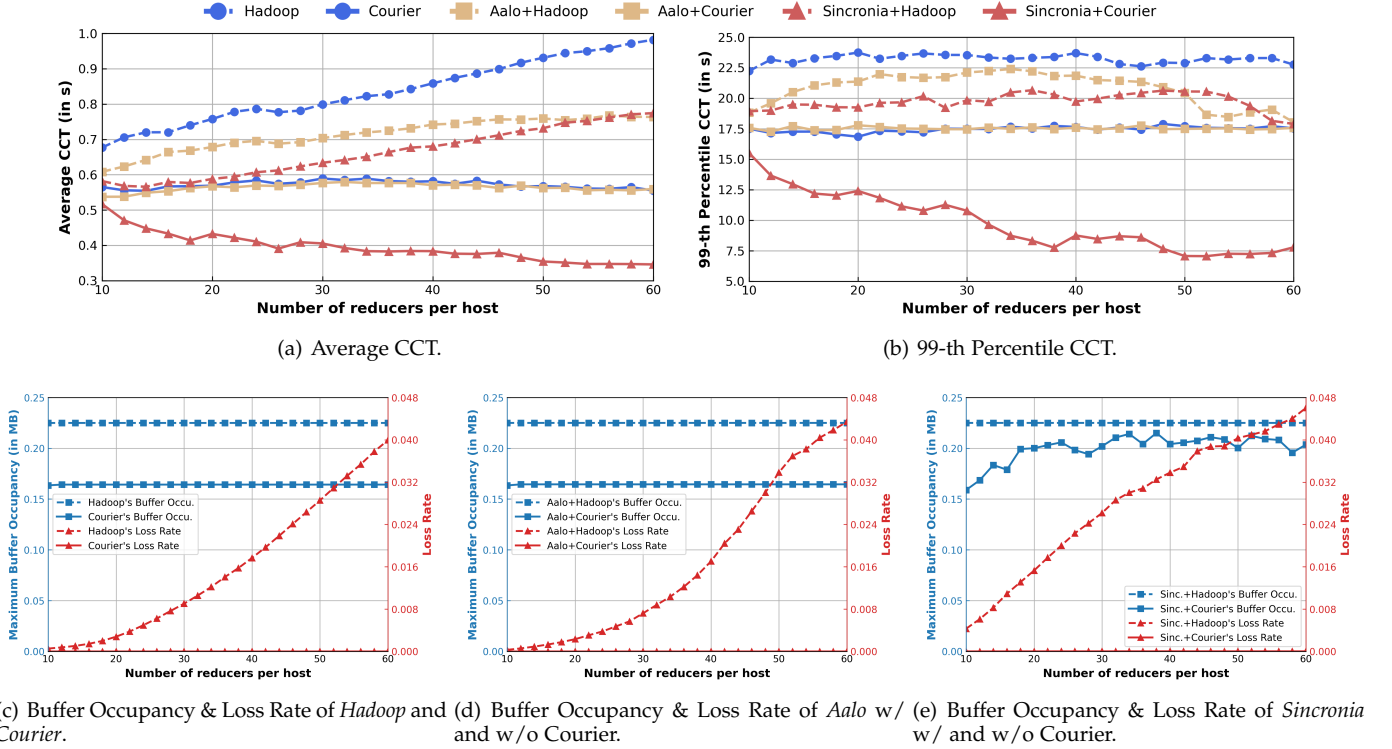 Hadoop Courier Aalo+Hadoop Aalo+Courier Sincronia+Hadoop Sincronia+Courier
1.0
0.9
0.8
0.7
0.6
0.5
0.4
0.3
Average CCT (in s)
10 20 30 40 50 60
Number of reducers per host
(a) Average CCT.
25.0
22.5
20.0
17.5
15.0
12.5
10.0
7.5
5.0
99-th Percentile CCT (in s)
10 20 30 40 50 60
Number of reducers per host
(b) 99-th Percentile CCT.
0.25
0.20
0.15
0.10
0.05
0.00
Maximum Buffer Occupancy (in MB)
Hadoop's Buffer Occu.
Courier's Buffer Occu.
Hadoop's Loss Rate
Courier's Loss Rate
0.048
0.040
0.032
0.024
0.016
0.008
0.000
Loss Rate
10 20 30 40 50 60
Number of reducers per host
(c) Buffer Occupancy & Loss Rate of Hadoop and
Courier.
0.25
0.20
0.15
0.10
0.05
0.00
Maximum Buffer Occupancy (in MB)
Aalo+Hadoop's Buffer Occu.
Aalo+Courier's Buffer Occu.
Aalo+Hadoop's Loss Rate
Aalo+Courier's Loss Rate
0.048
0.040
0.032
0.024
0.016
0.008
0.000
Loss Rate
10 20 30 40 50 60
Number of reducers per host
(d) Buffer Occupancy & Loss Rate of Aalo w/
and w/o Courier.
0.25
0.20
0.15
0.10
0.05
0.00
Maximum Buffer Occupancy (in MB)
Sinc.+Hadoop's Buffer Occu.
Sinc.+Courier's Buffer Occu.
Sinc.+Hadoop's Loss Rate
Sinc.+Courier's Loss Rate
0.048
0.040
0.032
0.024
0.016
0.008
0.000
Loss Rate
10 20 30 40 50 60
Number of reducers per host
(e) Buffer Occupancy & Loss Rate of Sincronia
w/ and w/o Courier.